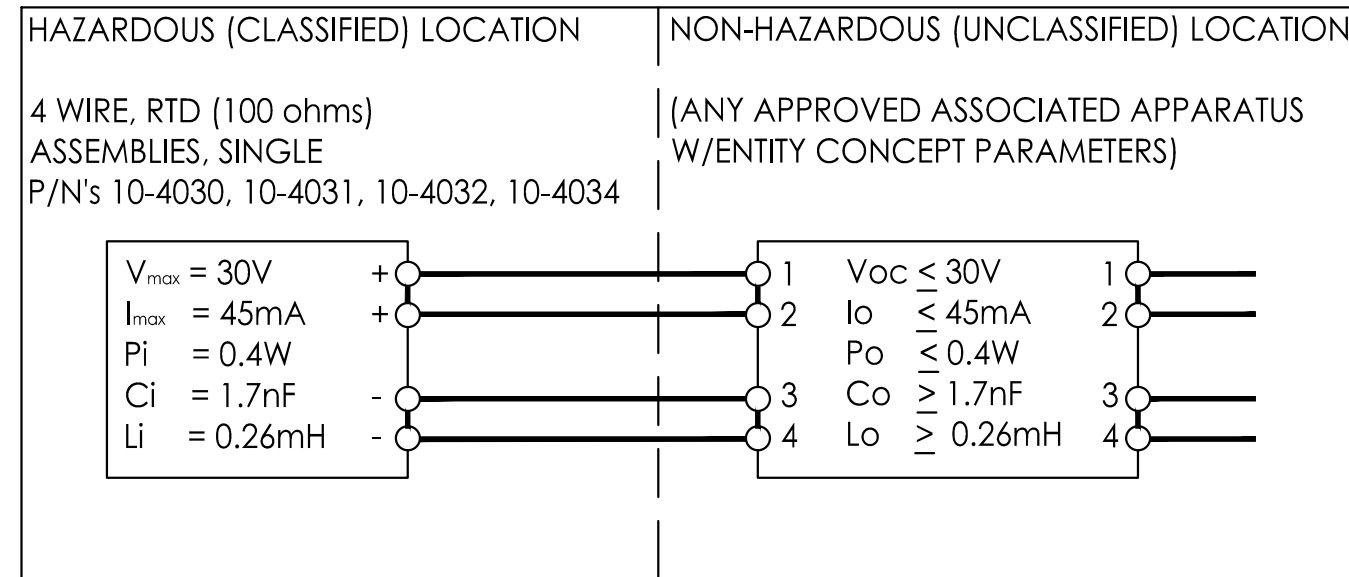 HAZARDOUS (CLASSIFIED) LOCATION
4 WIRE, RTD (100 ohms)
ASSEMBLIES, SINGLE
P/N's 10-4030, 10-4031, 10-4032, 10-4034
Vmax = 30V +
Imax = 45mA +
Pi = 0.4W
Ci = 1.7nF -
Li = 0.26mH -
NON-HAZARDOUS (UNCLASSIFIED) LOCATION
(ANY APPROVED ASSOCIATED APPARATUS
W/ENTITY CONCEPT PARAMETERS)
1 Voc ≤ 30V 1
2 Io ≤ 45mA 2
Po ≤ 0.4W
3 Co ≥ 1.7nF 3
4 Lo ≥ 0.26mH 4